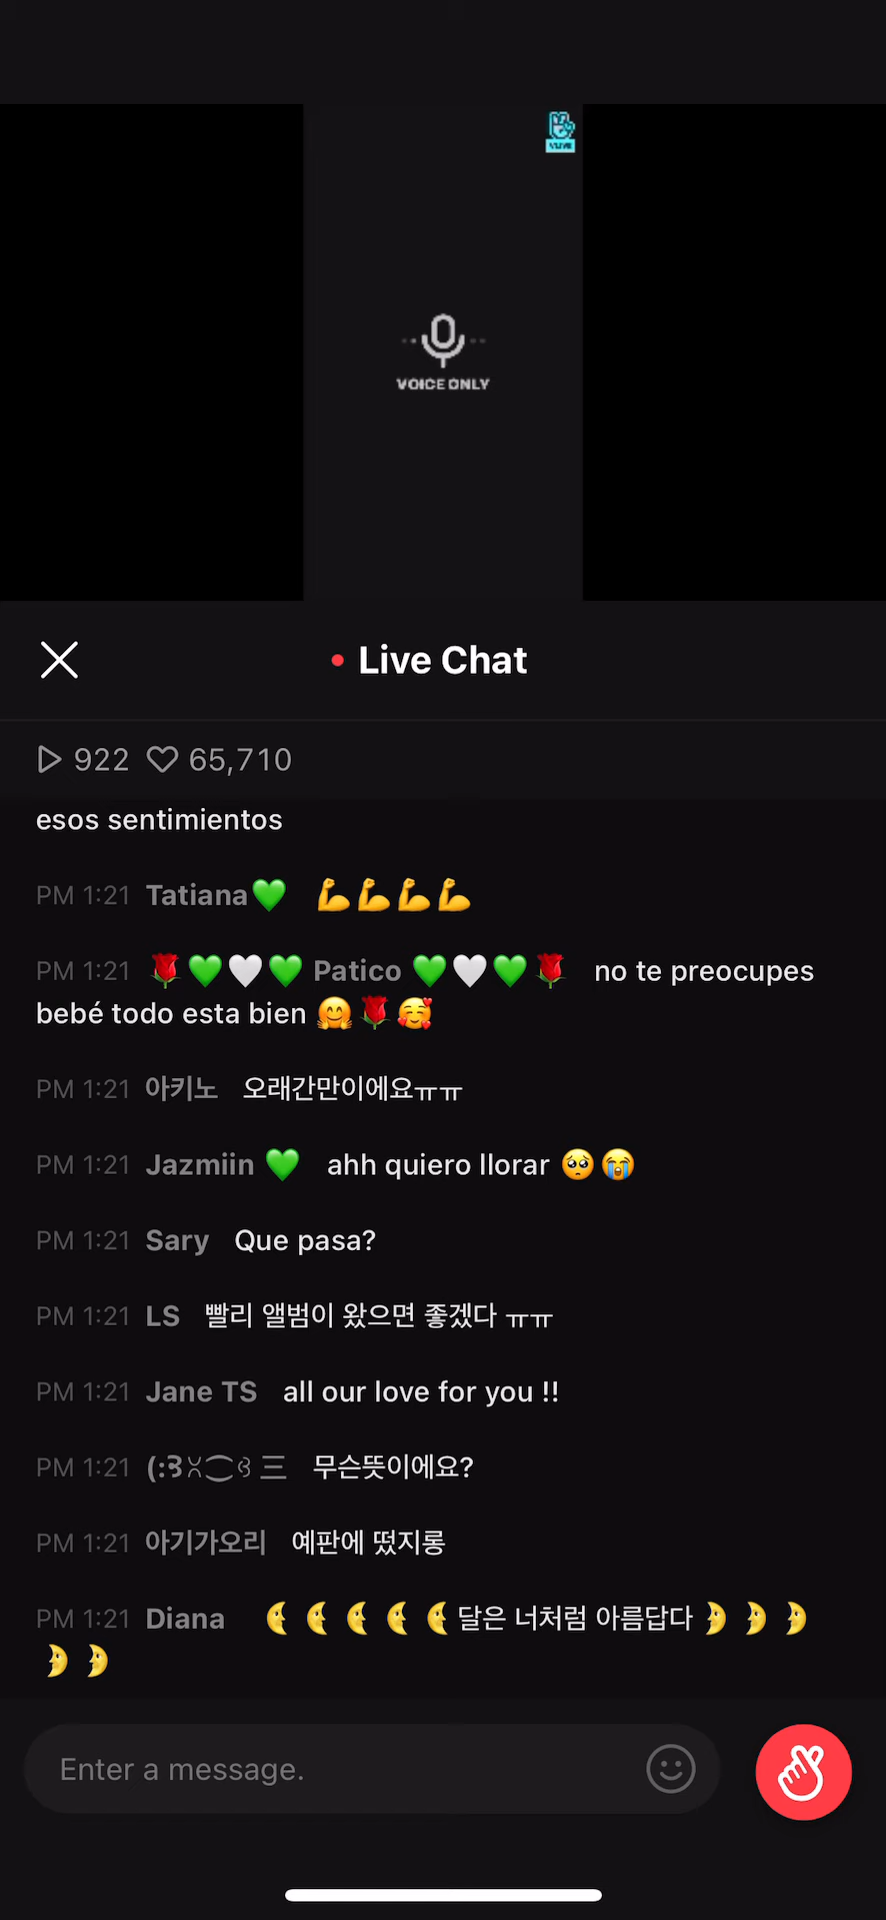 VLIVE
VOICE ONLY
Live Chat
922 65,710
esos sentimientos
PM 1:21 Tatiana💚 💪💪💪💪
PM 1:21 🌹💚🤍💚 Patico 💚🤍💚🌹 no te preocupes
bebé todo esta bien 🤗🌹🥰
PM 1:21 아키노 오래간만이에요ㅠㅠ
PM 1:21 Jazmiin 💚 ahh quiero llorar 🥺😭
PM 1:21 Sary Que pasa?
PM 1:21 LS 빨리 앨범이 왔으면 좋겠다 ㅠㅠ
PM 1:21 Jane TS all our love for you !!
PM 1:21 (:3ꇤ⁐ꃳ 三 무슨뜻이에요?
PM 1:21 아기가오리 예판에 떴지롱
PM 1:21 Diana 🌜🌜🌜🌜🌜달은 너처럼 아름답다🌛🌛🌛
🌛🌛
Enter a message.